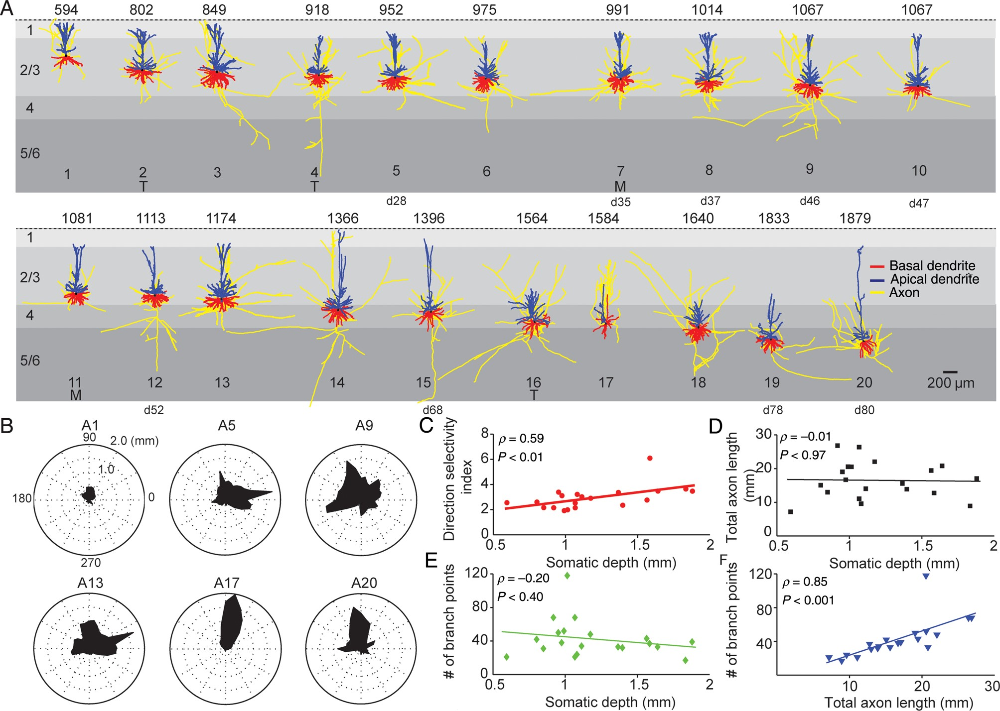 A
594 802 849 918 952 975 991 1014 1067 1067
1
2/3
4
5/6
1 2 3 4 5 6 7 8 9 10
T T M
d28 d35 d37 d46 d47
1081 1113 1174 1366 1396 1564 1584 1640 1833 1879
1
2/3
Basal dendrite
Apical dendrite
Axon
4
5/6
11 12 13 14 15 16 17 18 19 20 200 µm
M T
d52 d68 d78 d80
B
A1
90
2.0 (mm)
1.0
180
0
270
A5
A9
A13
A17
A20
C
Direction selectivity
index
8
6
4
2
0
ρ = 0.59
P < 0.01
0.5 1 1.5 2
Somatic depth (mm)
D
Total axon length
(mm)
30
20
10
0
ρ = –0.01
P < 0.97
0.5 1 1.5 2
Somatic depth (mm)
E
# of branch points
120
80
40
0
ρ = –0.20
P < 0.40
0.5 1 1.5 2
Somatic depth (mm)
F
# of branch points
120
80
40
ρ = 0.85
P < 0.001
10 20 30
Total axon length (mm)